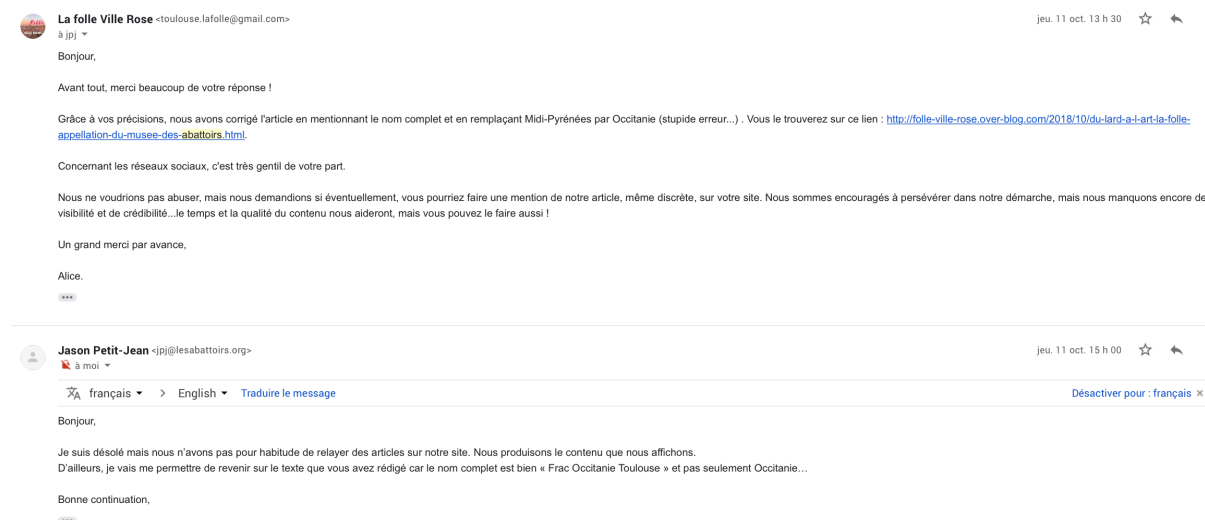 La folle Ville Rose <toulouse.lafolle@gmail.com>
jeu. 11 oct. 13 h 30
à jpj
Bonjour,
Avant tout, merci beaucoup de votre réponse !
Grâce à vos précisions, nous avons corrigé l'article en mentionnant le nom complet et en remplaçant Midi-Pyrénées par Occitanie (stupide erreur...) . Vous le trouverez sur ce lien : http://folle-ville-rose.over-blog.com/2018/10/du-lard-a-l-art-la-folle-
appellation-du-musee-des-abattoirs.html.
Concernant les réseaux sociaux, c'est très gentil de votre part.
Nous ne voudrions pas abuser, mais nous demandions si éventuellement, vous pourriez faire une mention de notre article, même discrète, sur votre site. Nous sommes encouragés à persévérer dans notre démarche, mais nous manquons encore de
visibilité et de crédibilité...le temps et la qualité du contenu nous aideront, mais vous pouvez le faire aussi !
Un grand merci par avance,
Alice.
Jason Petit-Jean <jpj@lesabattoirs.org>
jeu. 11 oct. 15 h 00
à moi
français > English Traduire le message
Désactiver pour : français ×
Bonjour,
Je suis désolé mais nous n’avons pas pour habitude de relayer des articles sur notre site. Nous produisons le contenu que nous affichons.
D’ailleurs, je vais me permettre de revenir sur le texte que vous avez rédigé car le nom complet est bien « Frac Occitanie Toulouse » et pas seulement Occitanie…
Bonne continuation,